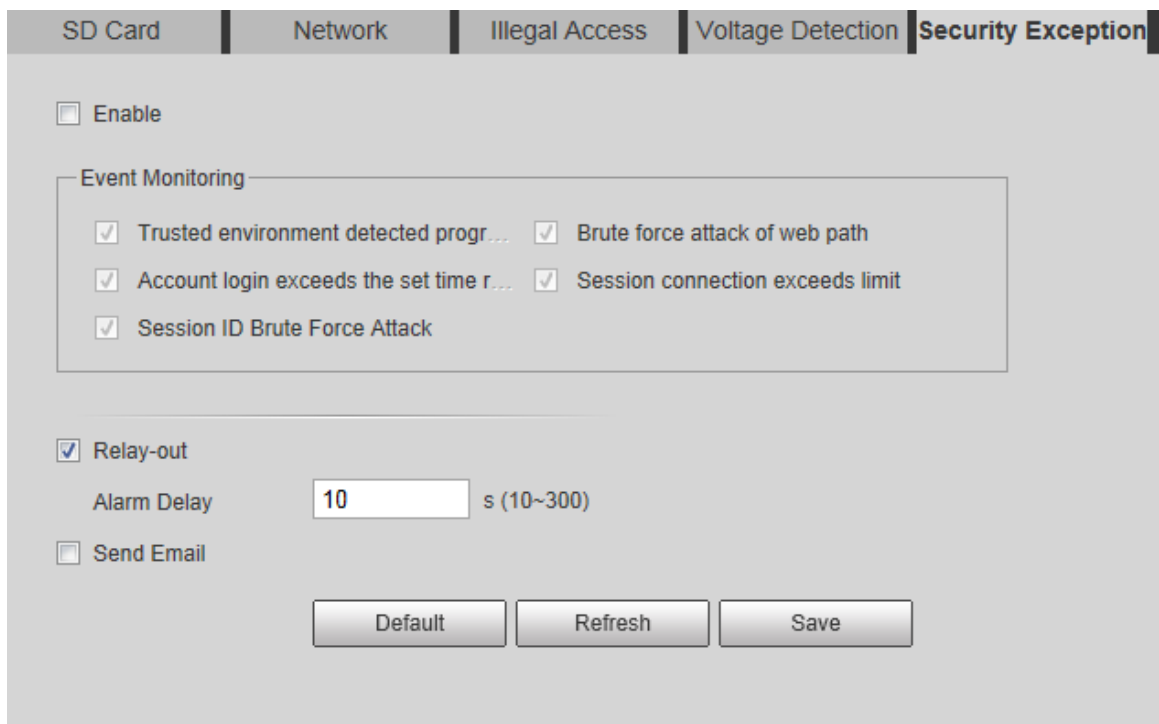 SD Card Network Illegal Access Voltage Detection Security Exception
Enable
Event Monitoring
Trusted environment detected progr... Brute force attack of web path
Account login exceeds the set time r... Session connection exceeds limit
Session ID Brute Force Attack
Relay-out
Alarm Delay 10 s (10~300)
Send Email
Default Refresh Save